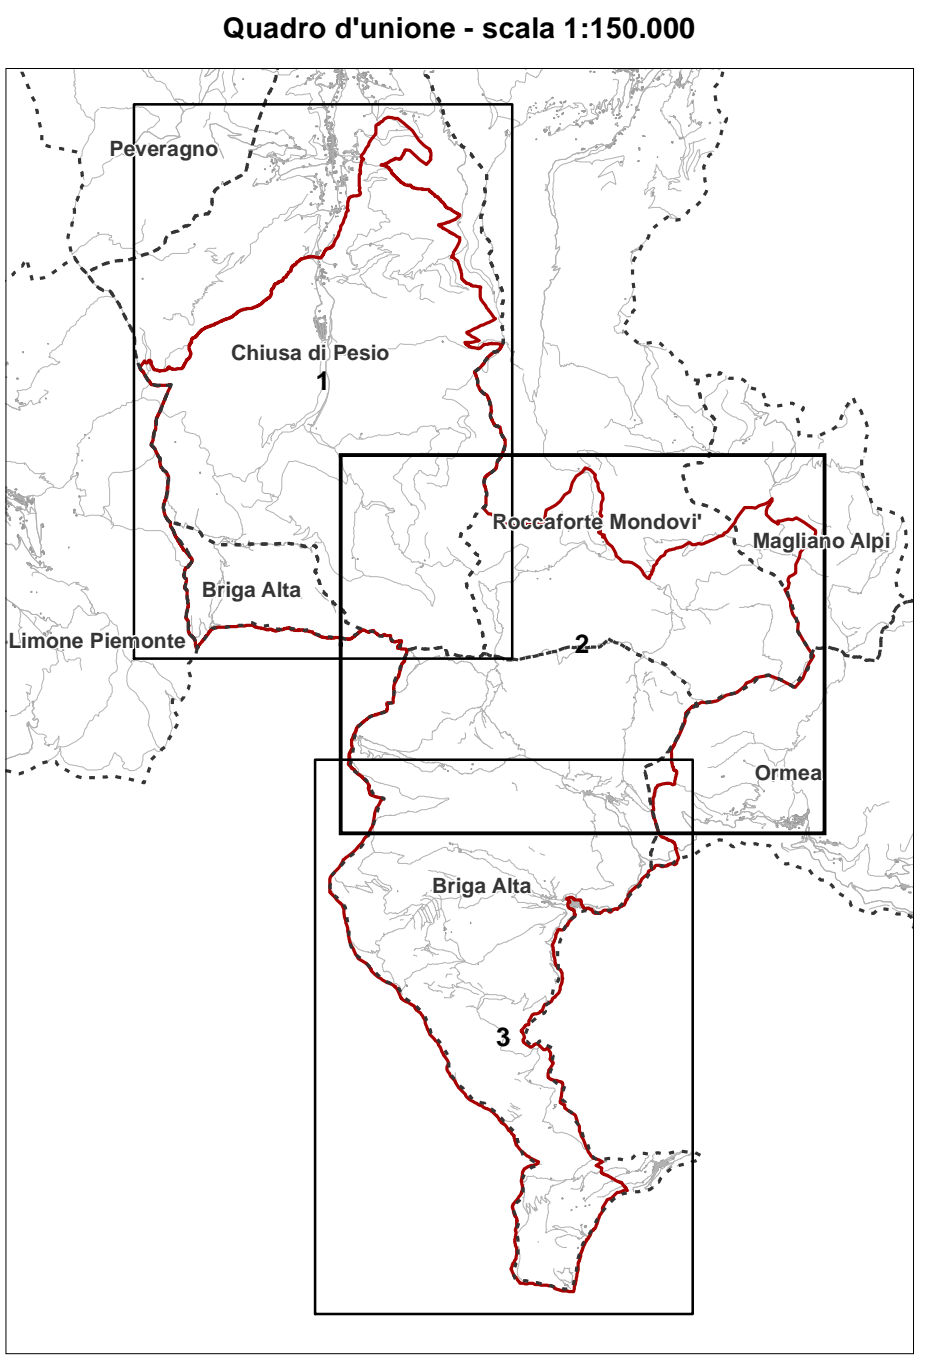 Quadro d'unione - scala 1:150.000
Peveragno
Chiusa di Pesio
1
Roccaforte Mondovi'
Magliano Alpi
Briga Alta
Limone Piemonte
2
Ormea
Briga Alta
3